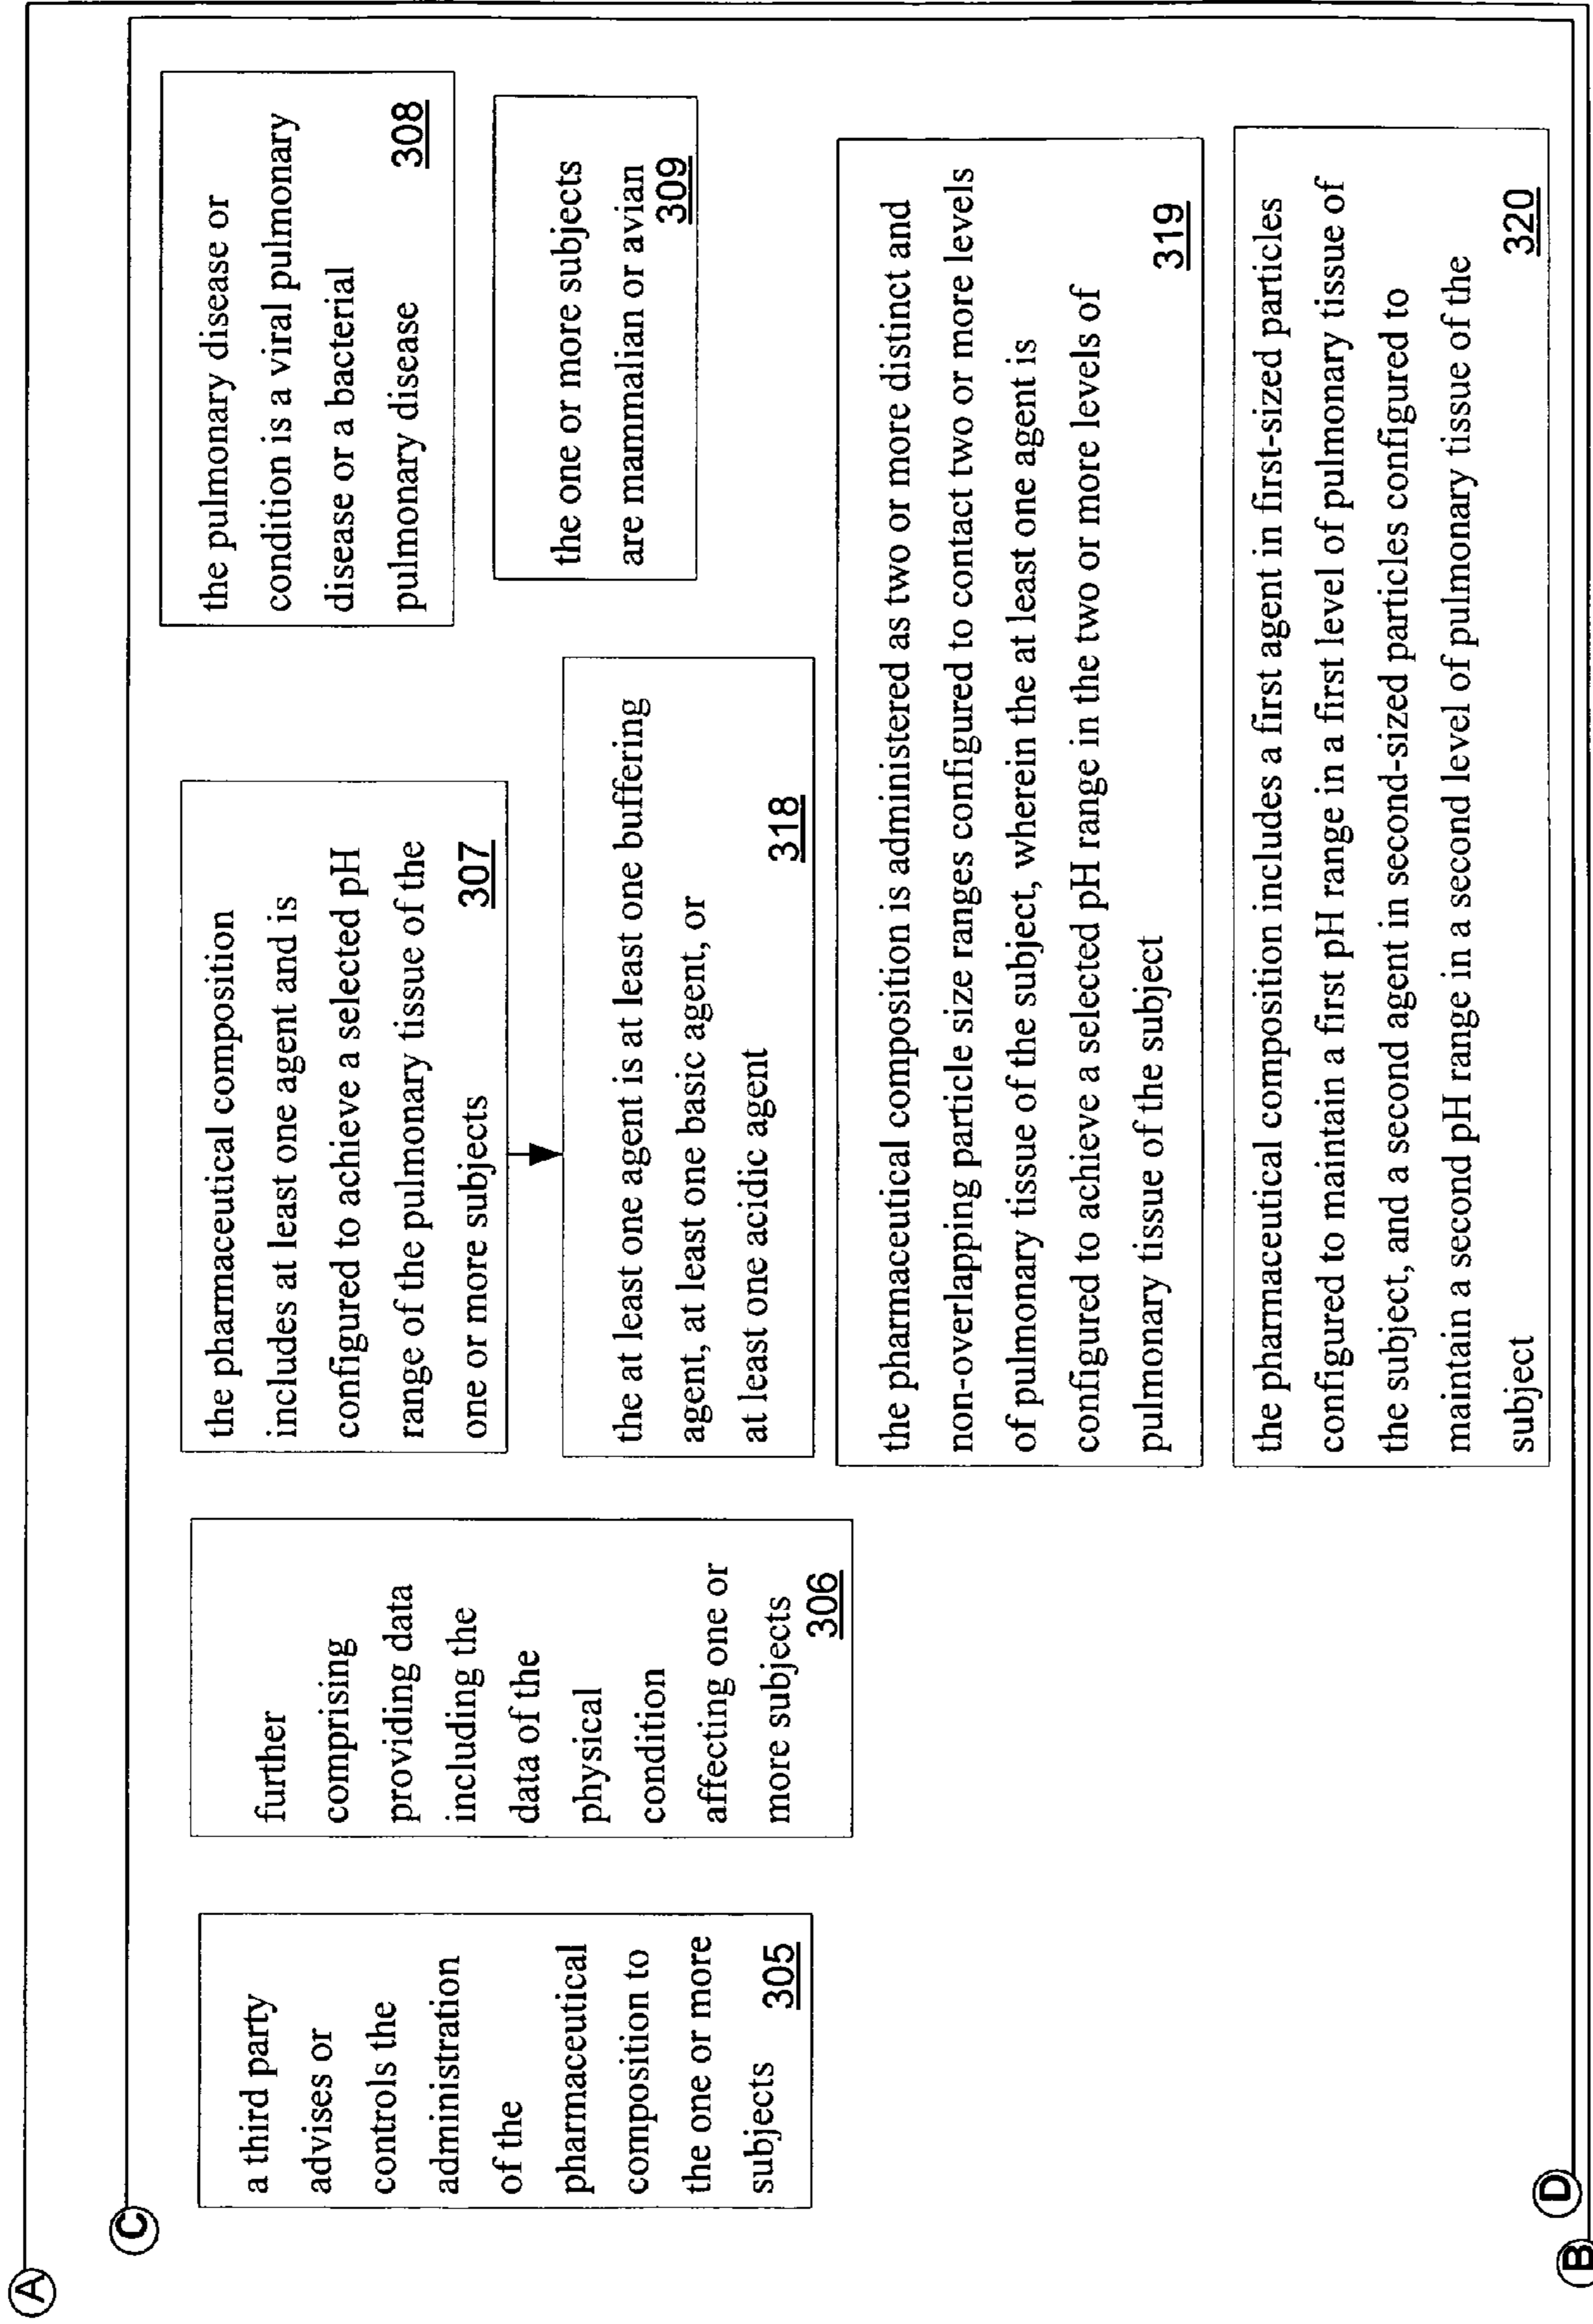 A
C
a third party
advises or
controls the
administration
of the
pharmaceutical
composition to
the one or more
subjects 305
further
comprising
providing data
including the
data of the
physical
condition
affecting one or
more subjects
306
the pharmaceutical composition
includes at least one agent and is
configured to achieve a selected pH
range of the pulmonary tissue of the
one or more subjects 307
the at least one agent is at least one buffering
agent, at least one basic agent, or
at least one acidic agent 318
the pulmonary disease or
condition is a viral pulmonary
disease or a bacterial
pulmonary disease 308
the one or more subjects
are mammalian or avian
309
the pharmaceutical composition is administered as two or more distinct and
non-overlapping particle size ranges configured to contact two or more levels
of pulmonary tissue of the subject, wherein the at least one agent is
configured to achieve a selected pH range in the two or more levels of
pulmonary tissue of the subject 319
the pharmaceutical composition includes a first agent in first-sized particles
configured to maintain a first pH range in a first level of pulmonary tissue of
the subject, and a second agent in second-sized particles configured to
maintain a second pH range in a second level of pulmonary tissue of the
subject 320
D
B